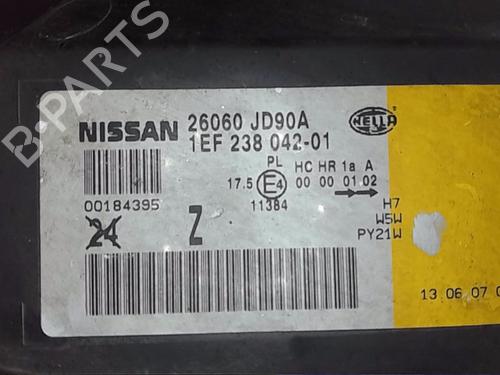 NISSAN 26060 JD90A
1EF 238 042-01
HELLA
PL HC HR 1a A
17.5 E4 00 00 01.02
11384
00184395
24
Z
H7
W5W
PY21W
13 06 07